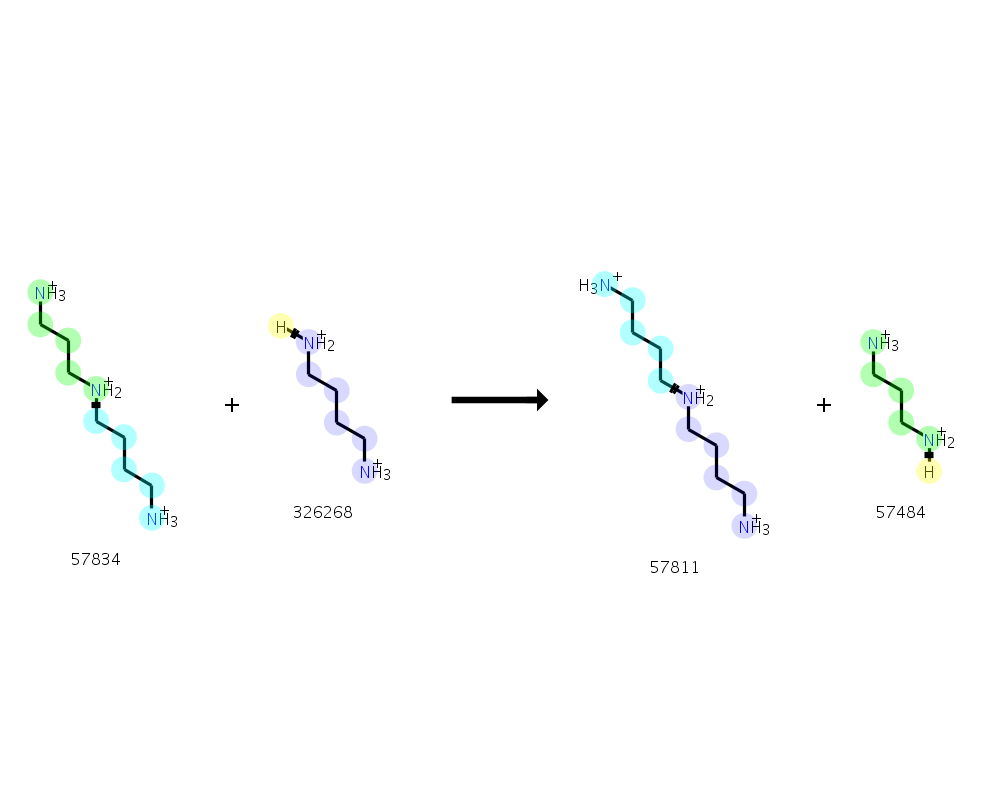 NH3+
NH2+
NH3+
57834
+
H
NH2+
NH3+
326268
H3N+
NH2+
NH3+
57811
+
NH3+
NH2+
H
57484